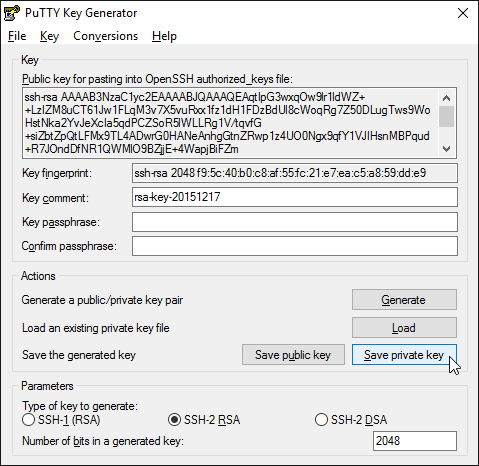 PuTTY Key Generator
File Key Conversions Help
Key
Public key for pasting into OpenSSH authorized_keys file:
ssh-rsa AAAAB3NzaC1yc2EAAAABJQAAAQEAqtIpG3wxqOw9Ir1IdWZ+
+LzIZM8uCT61Jw1FLqM3v7X5vuRxx1fz1dH1FDzBdUl8cWoqRg7Z50DLugTws9Wo
HstNka2YvJeXcIa5qdPCZSoR5lWLLRg1V/tqvfG
+siZbtZpQtLFMx9TL4ADwrG0HANeAnhgGtnZRwp1z4UO0Ngx9qfY1VJIHsnMBPqud
+R7JOndDfNR1QWMlO9BZjjE+4WapjBiFZm
Key fingerprint: ssh-rsa 2048 f9:5c:40:b0:c8:af:55:fc:21:e7:ea:c5:a8:59:dd:e9
Key comment: rsa-key-20151217
Key passphrase:
Confirm passphrase:
Actions
Generate a public/private key pair Generate
Load an existing private key file Load
Save the generated key Save public key Save private key
Parameters
Type of key to generate:
SSH-1 (RSA) SSH-2 RSA SSH-2 DSA
Number of bits in a generated key: 2048